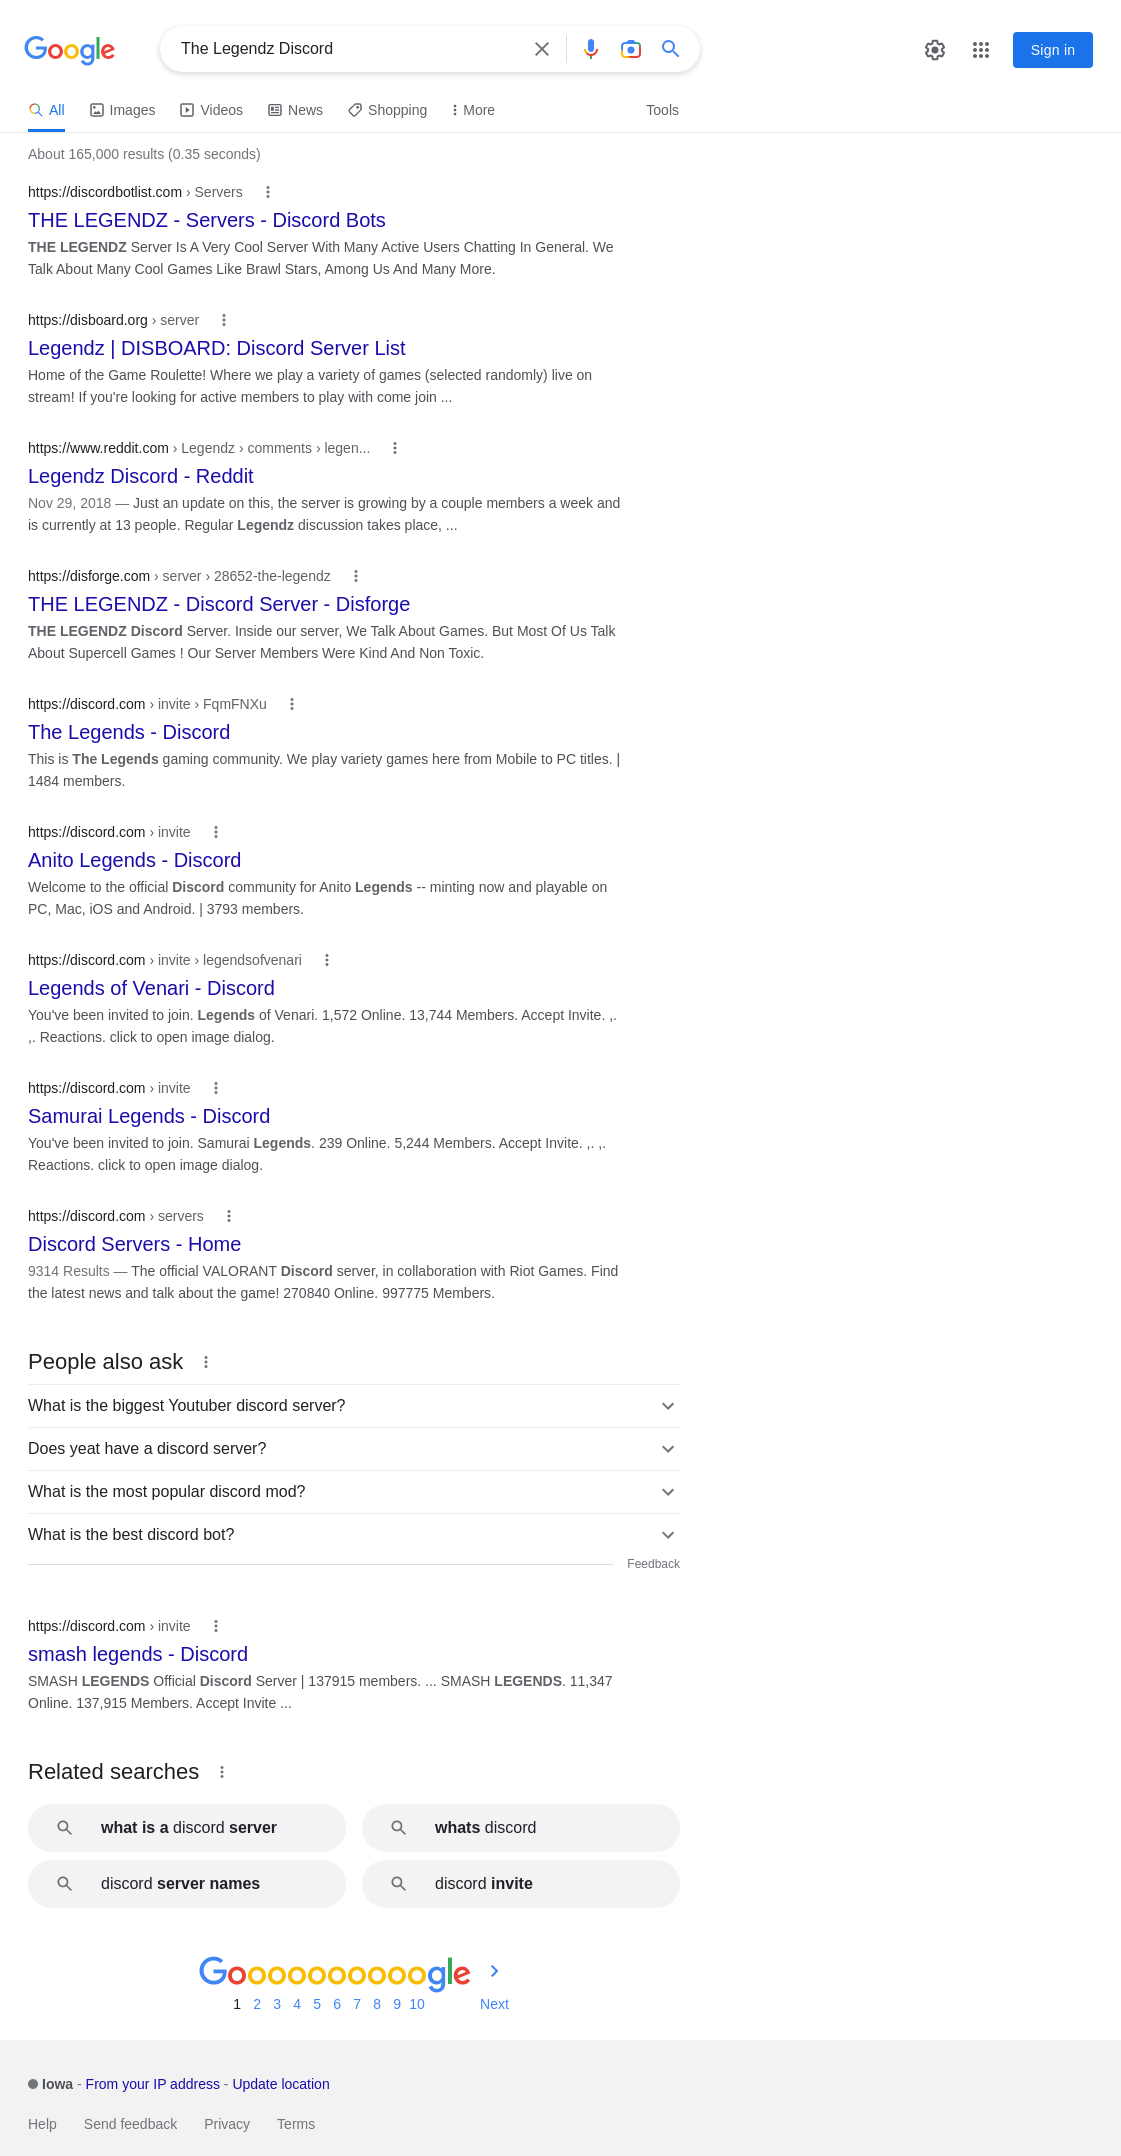 Google
The Legendz Discord
Sign in
All Images Videos News Shopping More Tools
About 165,000 results (0.35 seconds)
https://discordbotlist.com › Servers
THE LEGENDZ - Servers - Discord Bots
THE LEGENDZ Server Is A Very Cool Server With Many Active Users Chatting In General. We
Talk About Many Cool Games Like Brawl Stars, Among Us And Many More.
https://disboard.org › server
Legendz | DISBOARD: Discord Server List
Home of the Game Roulette! Where we play a variety of games (selected randomly) live on
stream! If you're looking for active members to play with come join ...
https://www.reddit.com › Legendz › comments › legen...
Legendz Discord - Reddit
Nov 29, 2018 — Just an update on this, the server is growing by a couple members a week and
is currently at 13 people. Regular Legendz discussion takes place, ...
https://disforge.com › server › 28652-the-legendz
THE LEGENDZ - Discord Server - Disforge
THE LEGENDZ Discord Server. Inside our server, We Talk About Games. But Most Of Us Talk
About Supercell Games ! Our Server Members Were Kind And Non Toxic.
https://discord.com › invite › FqmFNXu
The Legends - Discord
This is The Legends gaming community. We play variety games here from Mobile to PC titles. |
1484 members.
https://discord.com › invite
Anito Legends - Discord
Welcome to the official Discord community for Anito Legends -- minting now and playable on
PC, Mac, iOS and Android. | 3793 members.
https://discord.com › invite › legendsofvenari
Legends of Venari - Discord
You've been invited to join. Legends of Venari. 1,572 Online. 13,744 Members. Accept Invite. ,.
,. Reactions. click to open image dialog.
https://discord.com › invite
Samurai Legends - Discord
You've been invited to join. Samurai Legends. 239 Online. 5,244 Members. Accept Invite. ,. ,.
Reactions. click to open image dialog.
https://discord.com › servers
Discord Servers - Home
9314 Results — The official VALORANT Discord server, in collaboration with Riot Games. Find
the latest news and talk about the game! 270840 Online. 997775 Members.
People also ask
What is the biggest Youtuber discord server?
Does yeat have a discord server?
What is the most popular discord mod?
What is the best discord bot?
Feedback
https://discord.com › invite
smash legends - Discord
SMASH LEGENDS Official Discord Server | 137915 members. ... SMASH LEGENDS. 11,347
Online. 137,915 Members. Accept Invite ...
Related searches
what is a discord server
whats discord
discord server names
discord invite
Goooooooooogle
1 2 3 4 5 6 7 8 9 10 Next
Iowa - From your IP address - Update location
Help Send feedback Privacy Terms